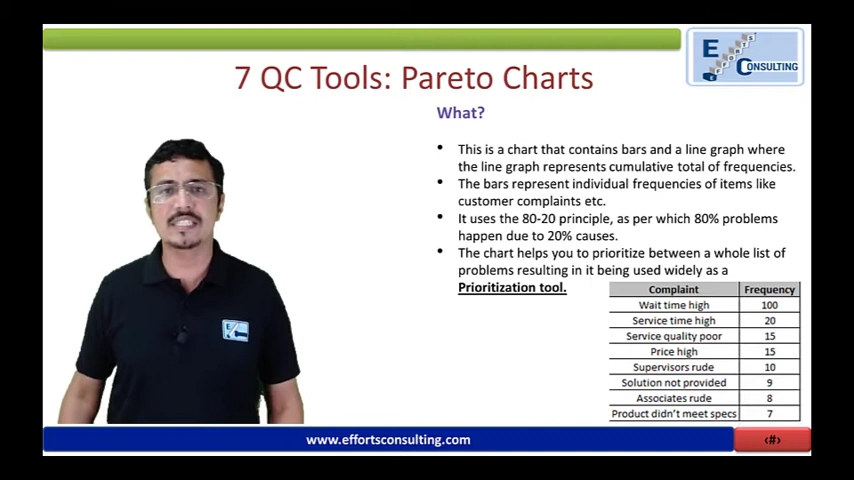 E
EFFORTS
CONSULTING
7 QC Tools: Pareto Charts
What?
• This is a chart that contains bars and a line graph where
the line graph represents cumulative total of frequencies.
• The bars represent individual frequencies of items like
customer complaints etc.
• It uses the 80-20 principle, as per which 80% problems
happen due to 20% causes.
• The chart helps you to prioritize between a whole list of
problems resulting in it being used widely as a
Prioritization tool.
Complaint Frequency
Wait time high 100
Service time high 20
Service quality poor 15
Price high 15
Supervisors rude 10
Solution not provided 9
Associates rude 8
Product didn't meet specs 7
www.effortsconsulting.com
‹#›